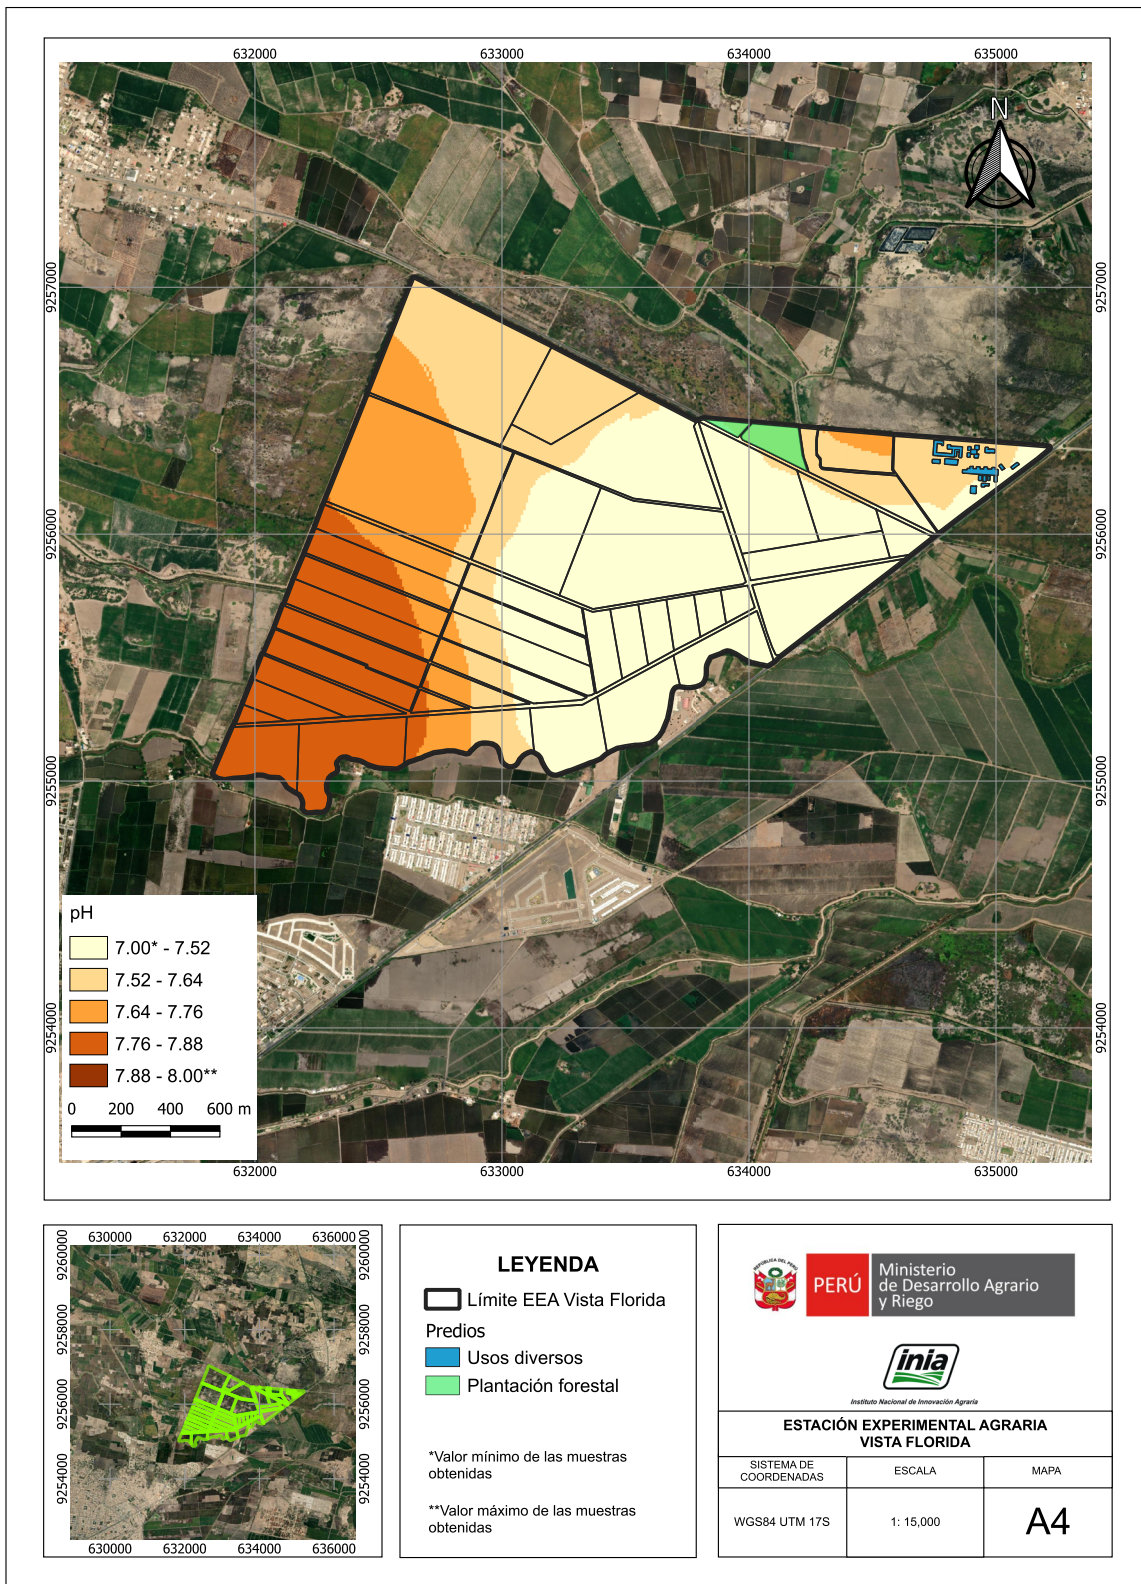 632000 633000 634000 635000
N
9257000 9257000
9256000 9256000
9255000 9255000
9254000 9254000
pH
7.00* - 7.52
7.52 - 7.64
7.64 - 7.76
7.76 - 7.88
7.88 - 8.00**
0 200 400 600 m
632000 633000 634000 635000
630000 632000 634000 636000
9260000 9260000
9258000 9258000
9256000 9256000
9254000 9254000
630000 632000 634000 636000
LEYENDA
Límite EEA Vista Florida
Predios
Usos diversos
Plantación forestal
*Valor mínimo de las muestras
obtenidas
**Valor máximo de las muestras
obtenidas
REPÚBLICA DEL PERÚ
PERÚ
Ministerio
de Desarrollo Agrario
y Riego
inia
Instituto Nacional de Innovación Agraria
ESTACIÓN EXPERIMENTAL AGRARIA
VISTA FLORIDA
SISTEMA DE
COORDENADAS
ESCALA
MAPA
WGS84 UTM 17S
1: 15,000
A4